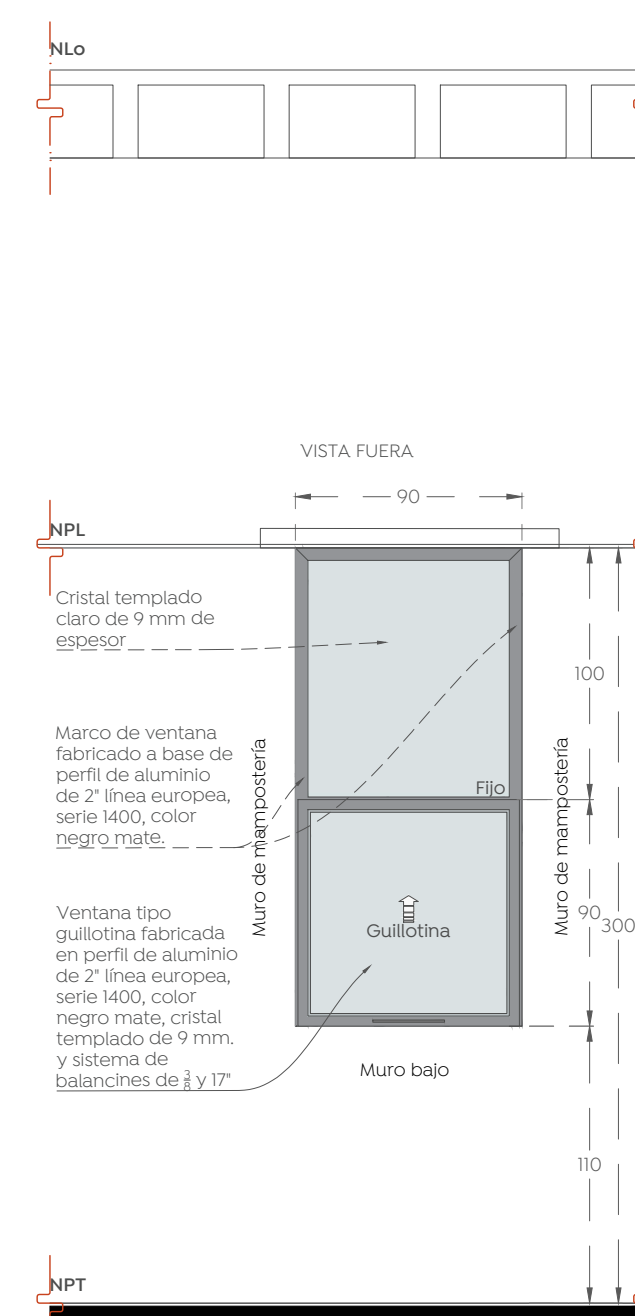 NLo
VISTA FUERA
90
NPL
Cristal templado
claro de 9 mm de
espesor
100
Marco de ventana
fabricado a base de
perfil de aluminio
de 2" línea europea,
serie 1400, color
negro mate.
Muro de mampostería
Fijo
Muro de mampostería
Ventana tipo
guillotina fabricada
en perfil de aluminio
de 2" línea europea,
serie 1400, color
negro mate, cristal
templado de 9 mm.
y sistema de
balancines de 3/8 y 17"
Guillotina
90
300
Muro bajo
110
NPT